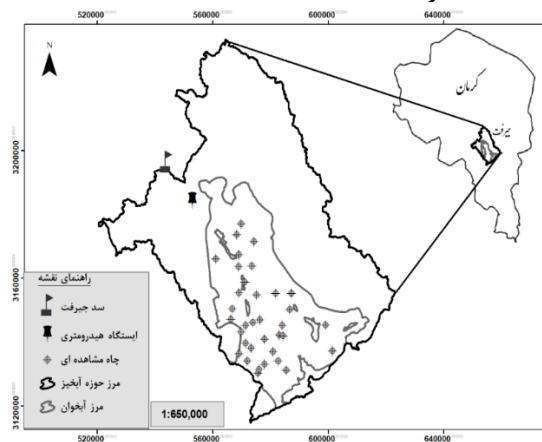 520000 560000 600000 640000
N
کرمان
جیرفت
3200000
3160000
3120000
راهنمای نقشه
سد جیرفت
ایستگاه هیدرومتری
چاه مشاهده ای
مرز حوزه آبخیز
مرز آبخوان
1:650,000
520000 560000 600000 640000